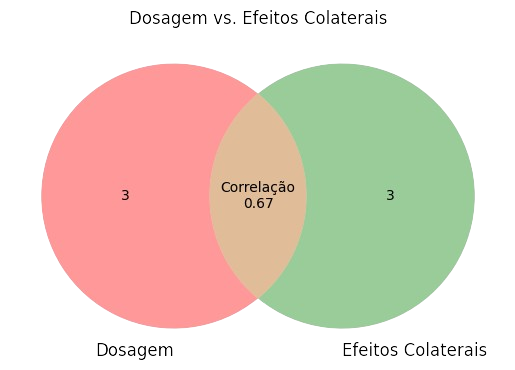 Dosagem vs. Efeitos Colaterais
3
Correlação
0.67
3
Dosagem
Efeitos Colaterais